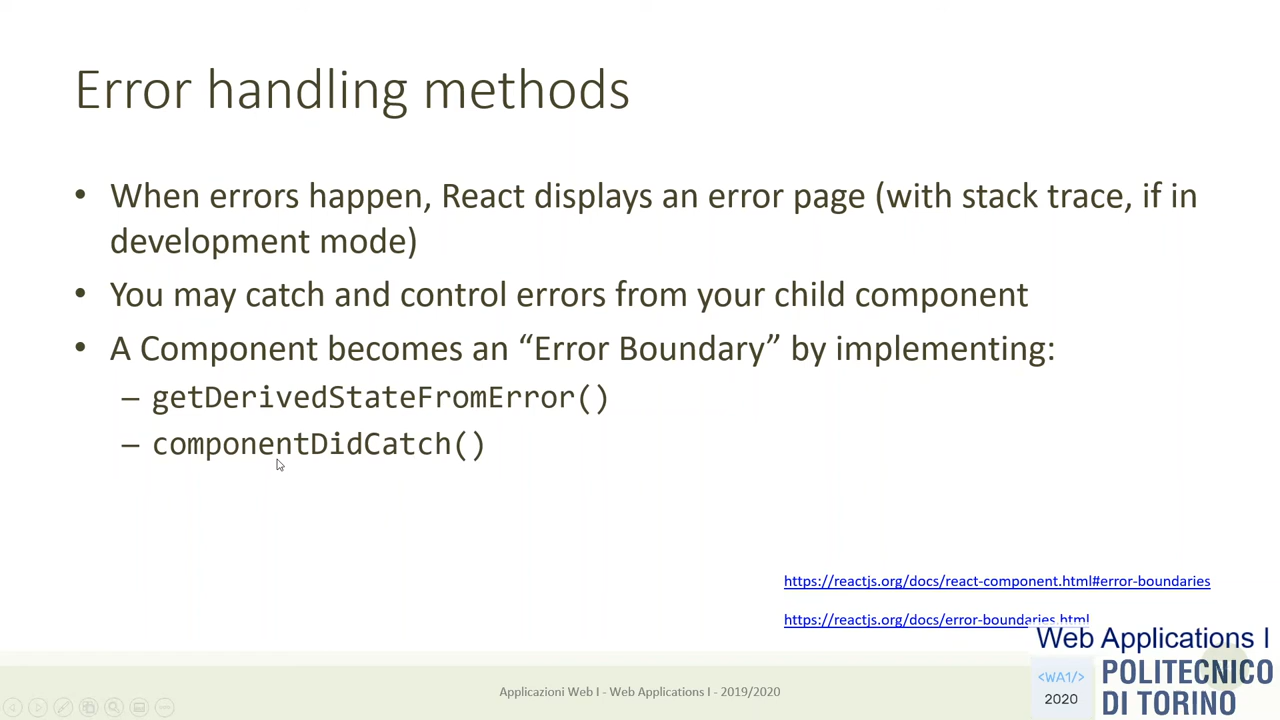 Error handling methods
• When errors happen, React displays an error page (with stack trace, if in
development mode)
• You may catch and control errors from your child component
• A Component becomes an “Error Boundary” by implementing:
– getDerivedStateFromError()
– componentDidCatch()
https://reactjs.org/docs/react-component.html#error-boundaries
https://reactjs.org/docs/error-boundaries.html
Web Applications I
<WA1/>
2020
POLITECNICO
DI TORINO
Applicazioni Web I - Web Applications I - 2019/2020